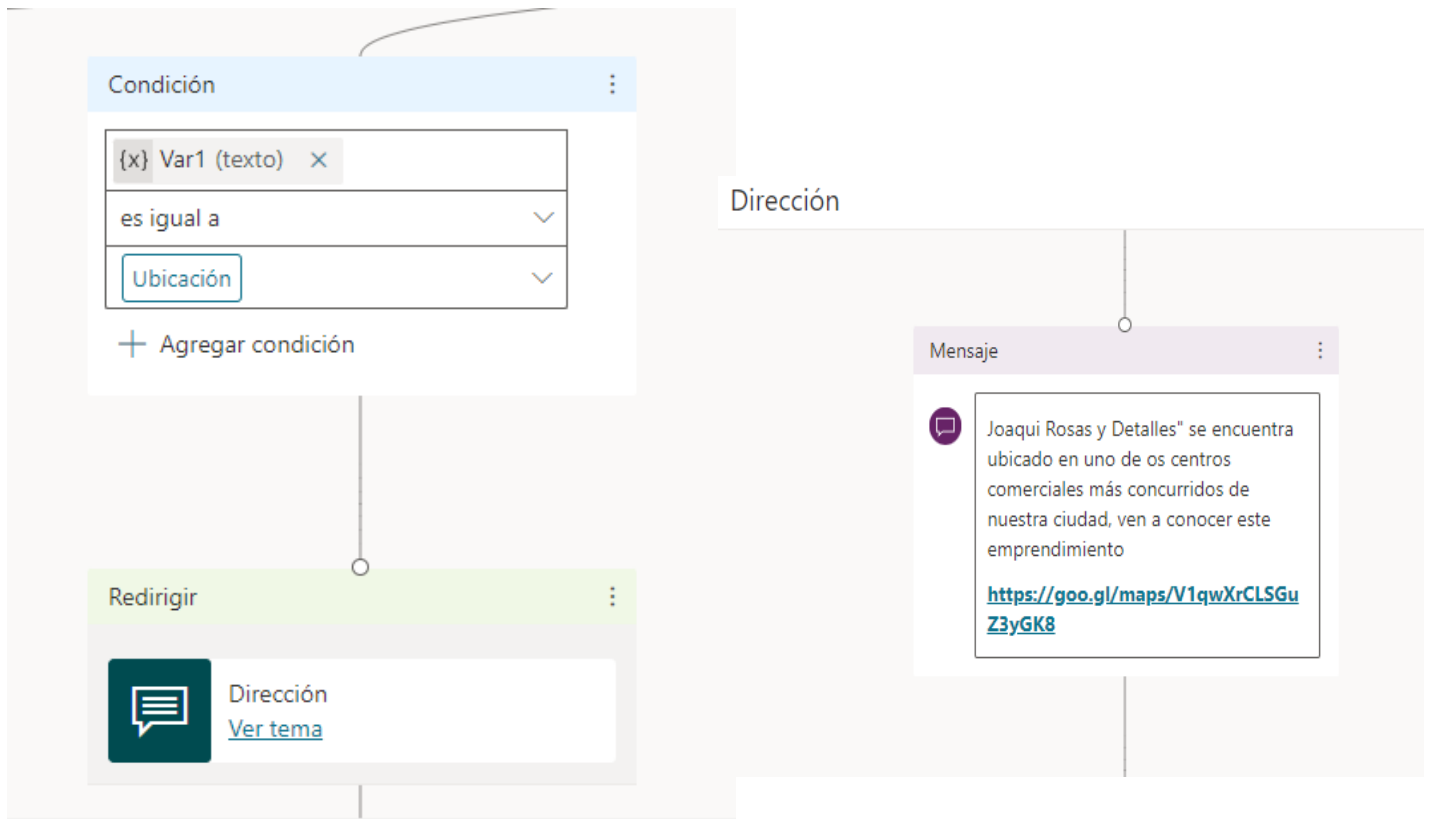 Condición
{x} Var1 (texto) ×
es igual a
Ubicación
+ Agregar condición
Redirigir
Dirección
Ver tema
Dirección
Mensaje
Joaqui Rosas y Detalles" se encuentra
ubicado en uno de os centros
comerciales más concurridos de
nuestra ciudad, ven a conocer este
emprendimiento
https://goo.gl/maps/V1qwXrCLSGu
Z3yGK8